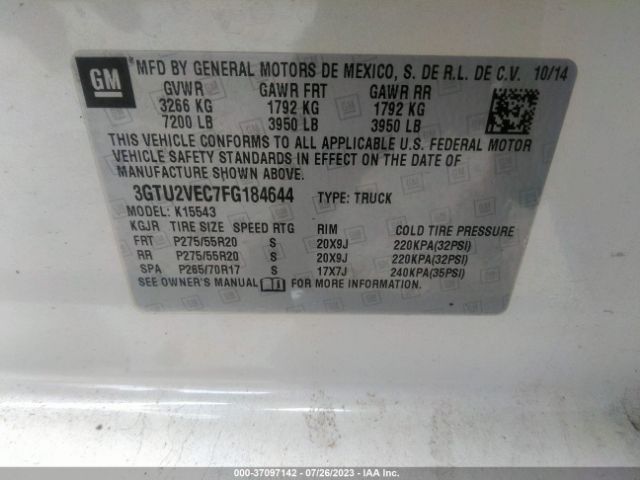 GM MFD BY GENERAL MOTORS DE MEXICO, S. DE R.L. DE C.V. 10/14
GVWR GAWR FRT GAWR RR
3266 KG 1792 KG 1792 KG
7200 LB 3950 LB 3950 LB
THIS VEHICLE CONFORMS TO ALL APPLICABLE U.S. FEDERAL MOTOR
VEHICLE SAFETY STANDARDS IN EFFECT ON THE DATE OF
MANUFACTURE SHOWN ABOVE.
3GTU2VEC7FG184644 TYPE: TRUCK
MODEL: K15543
KGJR TIRE SIZE SPEED RTG RIM COLD TIRE PRESSURE
FRT P275/55R20 S 20X9J 220KPA(32PSI)
RR P275/55R20 S 20X9J 220KPA(32PSI)
SPA P265/70R17 S 17X7J 240KPA(35PSI)
SEE OWNER'S MANUAL FOR MORE INFORMATION.
000-37097142 - 07/26/2023 - IAA Inc.